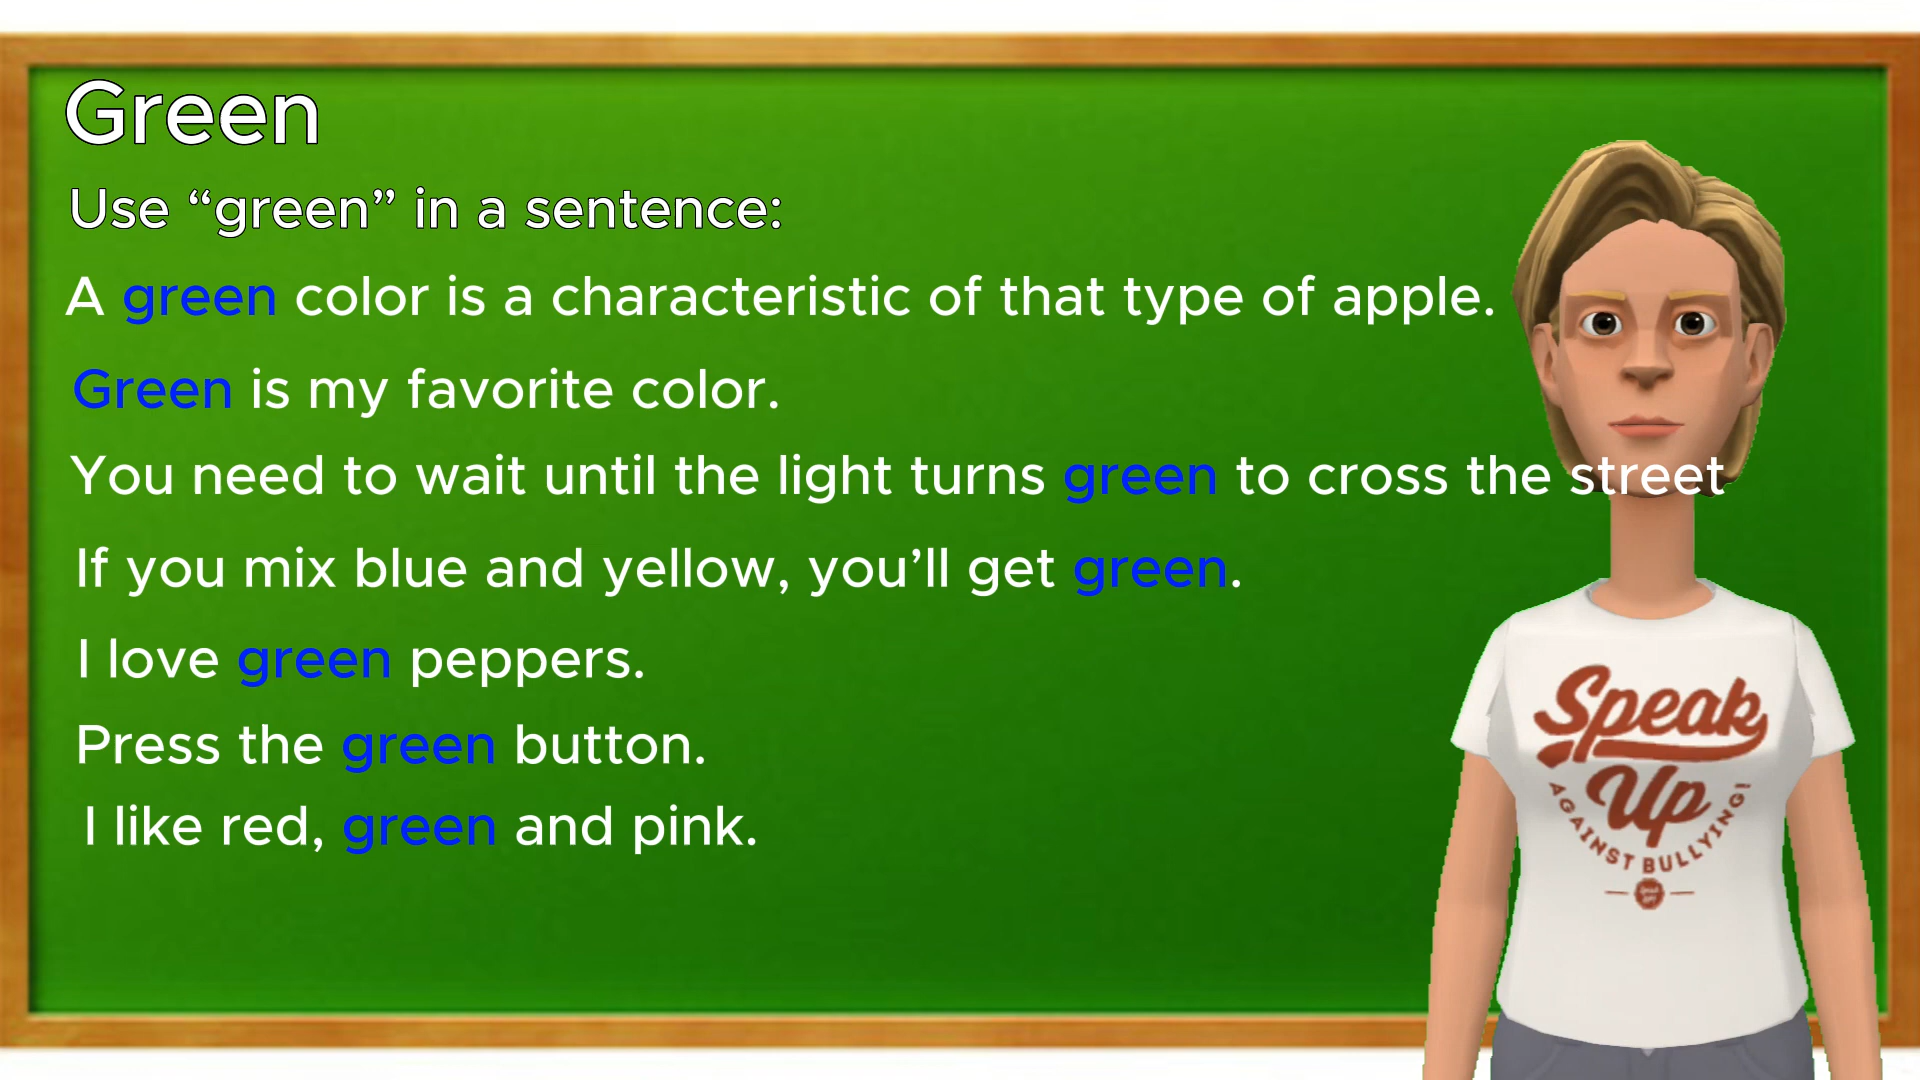 Green
Use “green” in a sentence:
A green color is a characteristic of that type of apple.
Green is my favorite color.
You need to wait until the light turns green to cross the street
If you mix blue and yellow, you’ll get green.
I love green peppers.
Press the green button.
I like red, green and pink.
Speak
Up
AGAINST BULLYING!